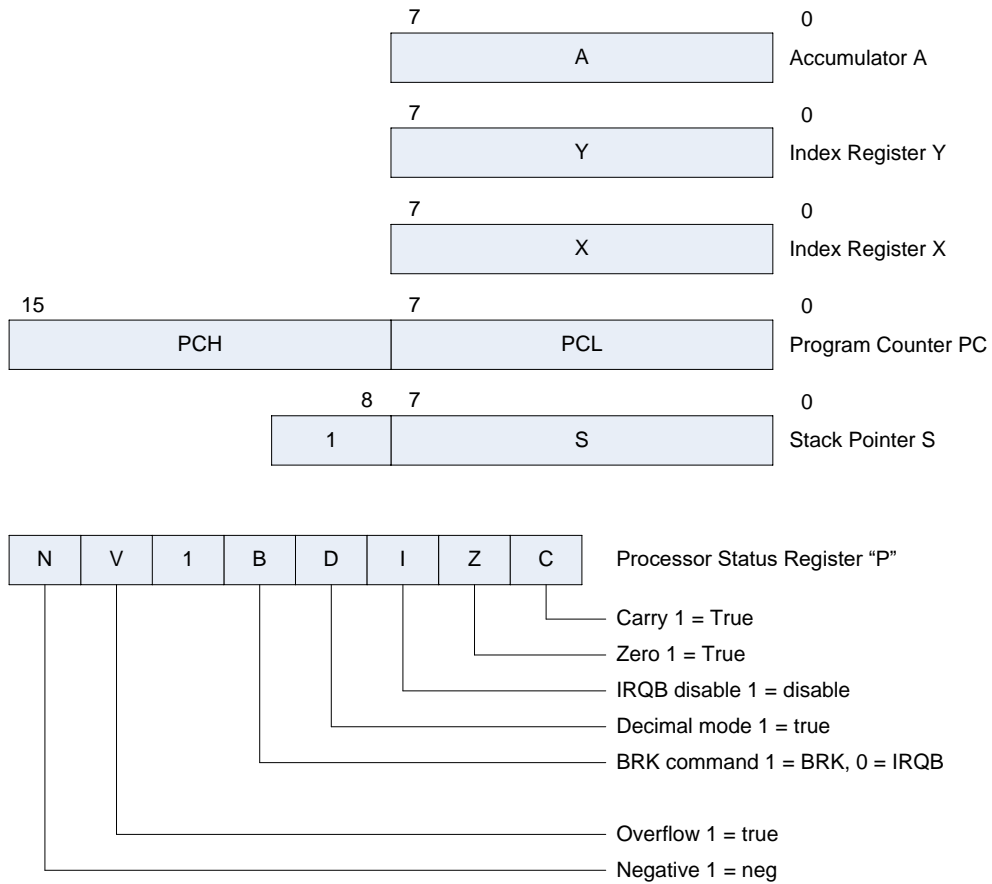 7 0
A Accumulator A
7 0
Y Index Register Y
7 0
X Index Register X
15 7 0
PCH PCL Program Counter PC
8 7 0
1 S Stack Pointer S
N V 1 B D I Z C Processor Status Register “P”
Carry 1 = True
Zero 1 = True
IRQB disable 1 = disable
Decimal mode 1 = true
BRK command 1 = BRK, 0 = IRQB
Overflow 1 = true
Negative 1 = neg